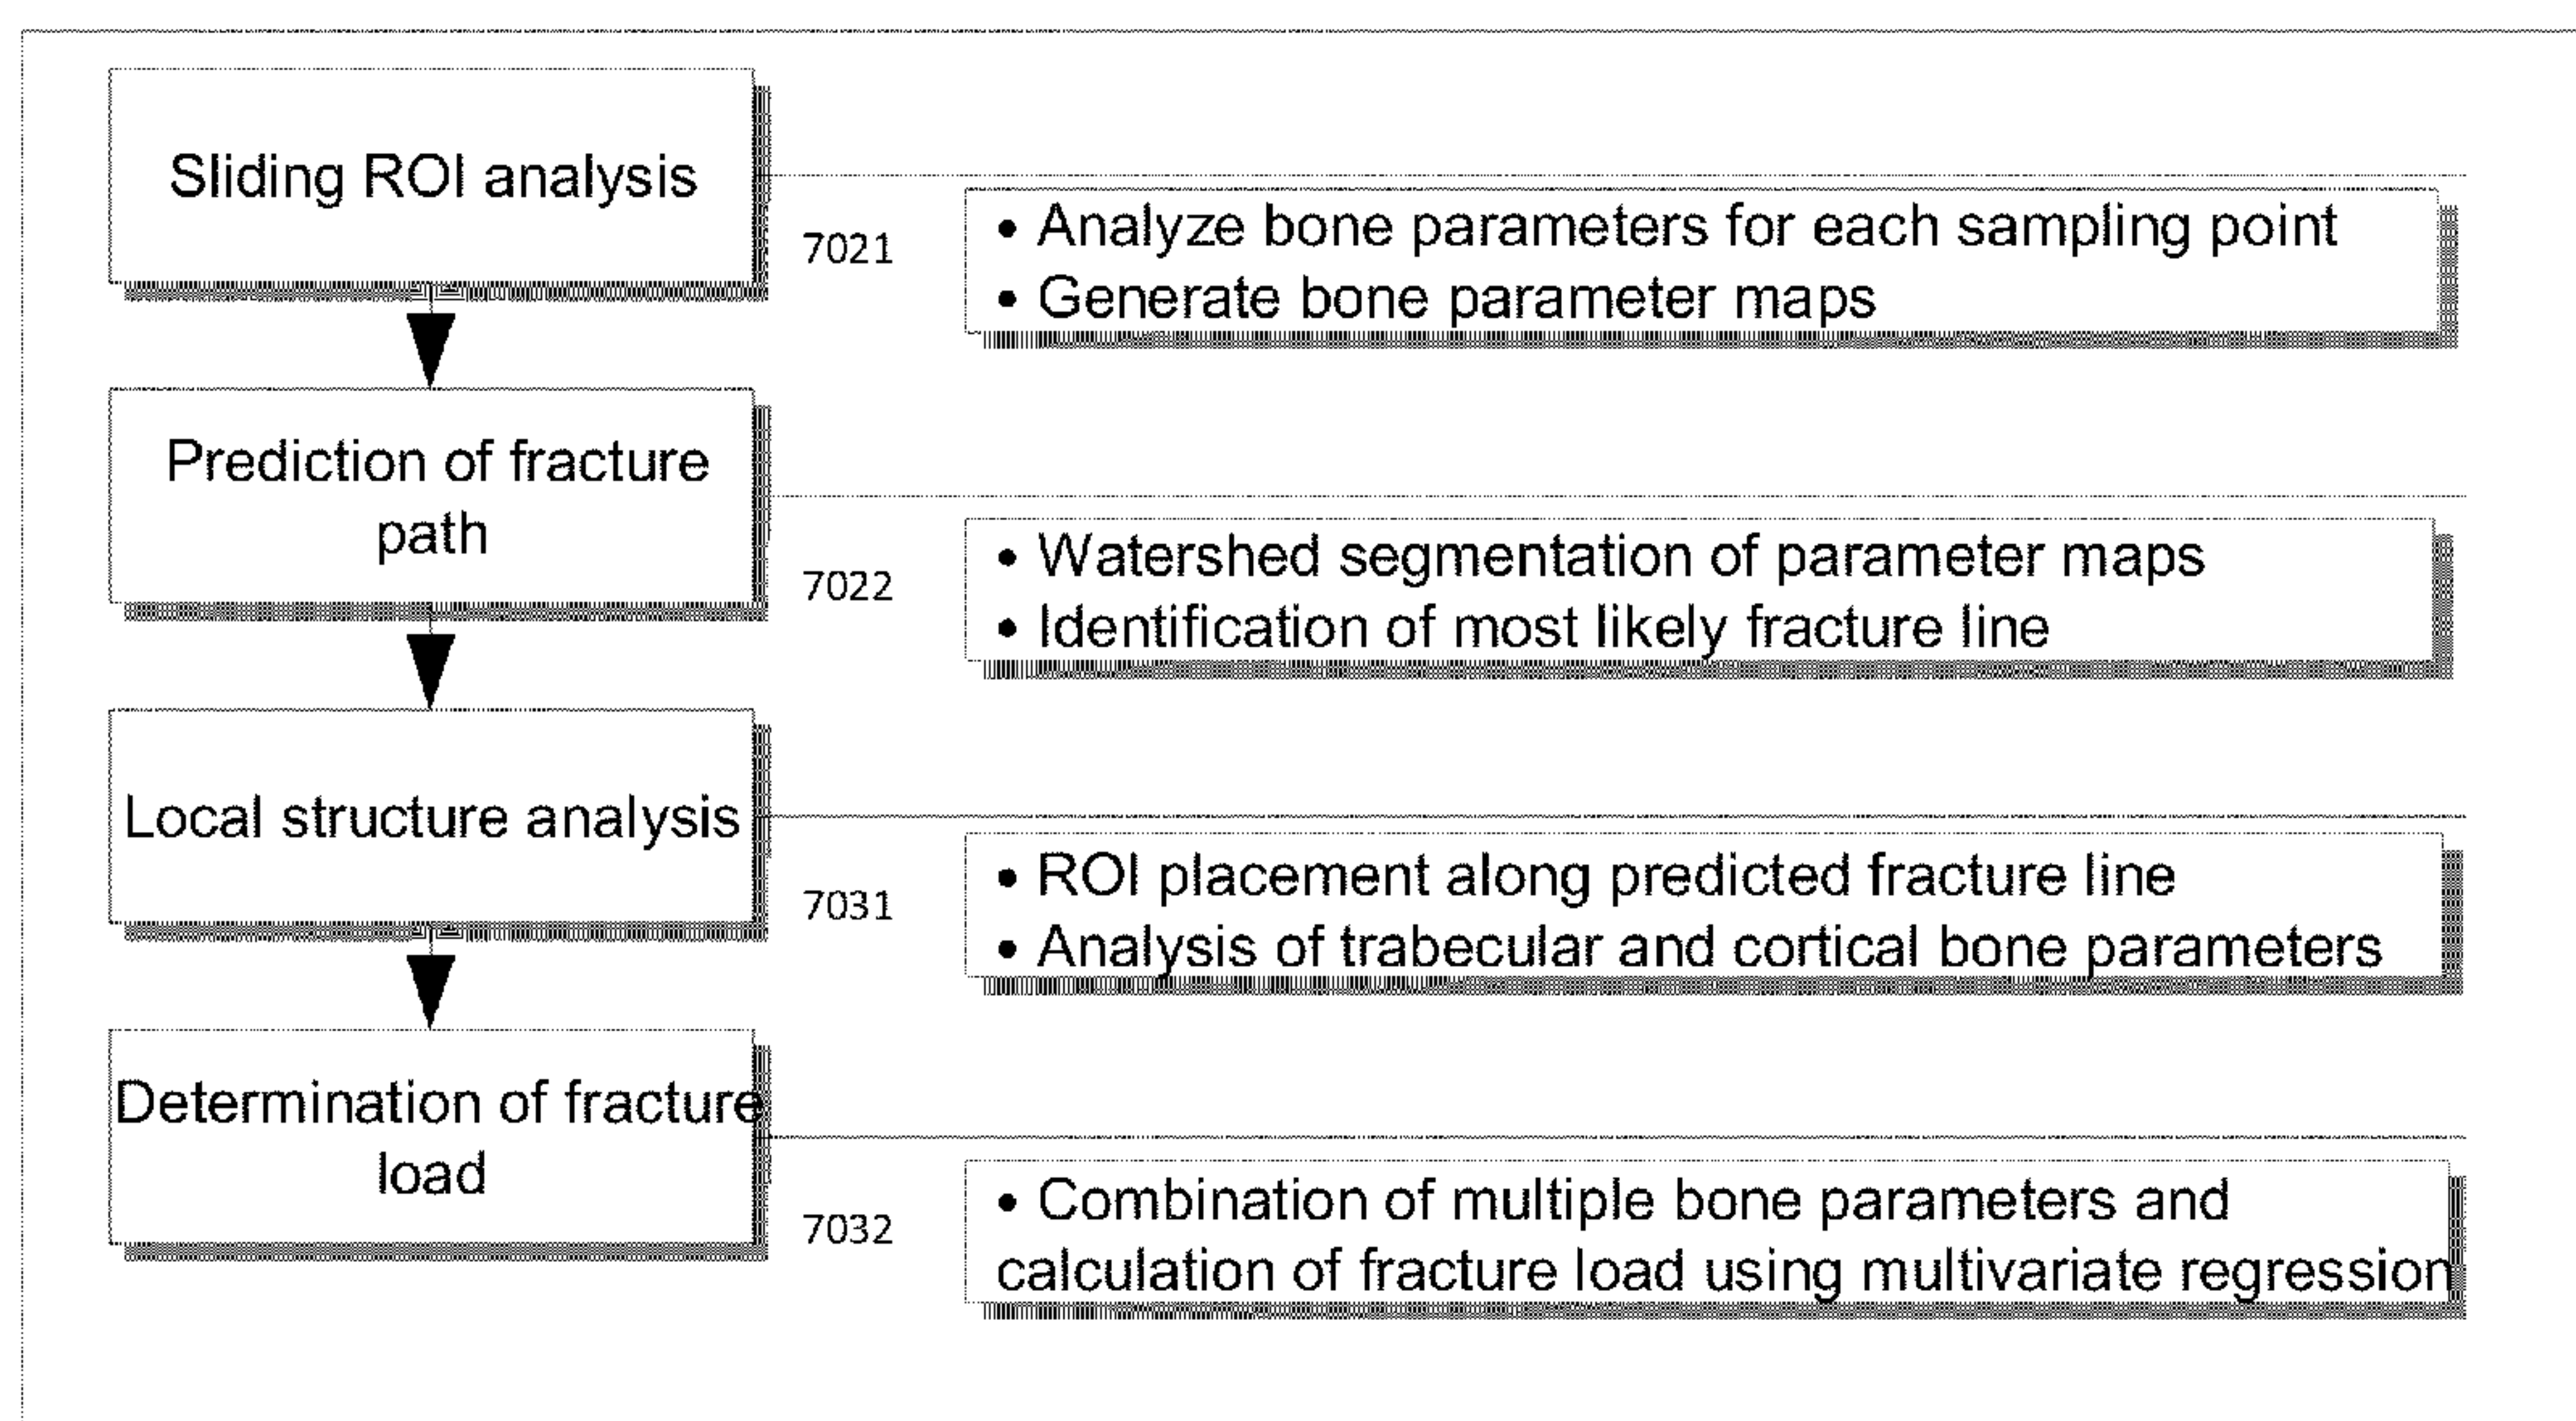 Sliding ROI analysis
7021
• Analyze bone parameters for each sampling point
• Generate bone parameter maps
Prediction of fracture
path
7022
• Watershed segmentation of parameter maps
• Identification of most likely fracture line
Local structure analysis
7031
• ROI placement along predicted fracture line
• Analysis of trabecular and cortical bone parameters
Determination of fracture
load
7032
• Combination of multiple bone parameters and
calculation of fracture load using multivariate regression